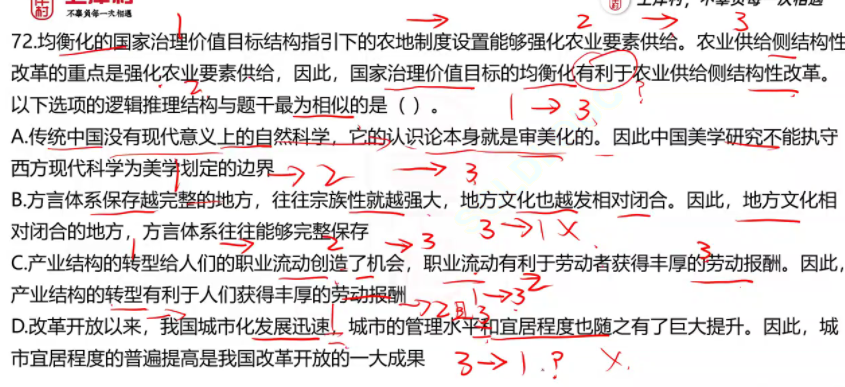 不辜负每一次相遇
不辜负每一次相遇
1 → 2 → 3
72.均衡化的国家治理价值目标结构指引下的农地制度设置能够强化农业要素供给。农业供给侧结构性
改革的重点是强化农业要素供给，因此，国家治理价值目标的均衡化有利于农业供给侧结构性改革。
2 ?
以下选项的逻辑推理结构与题干最为相似的是（ ）。 1 → 3
A.传统中国没有现代意义上的自然科学，它的认识论本身就是审美化的。因此中国美学研究不能执守
西方现代科学为美学划定的边界 1 → 2 → 3
B.方言体系保存越完整的地方，往往宗族性就越强大，地方文化也越发相对闭合。因此，地方文化相
对闭合的地方，方言体系往往能够完整保存 3 → 1 X
1 → 2 → 3 3
C.产业结构的转型给人们的职业流动创造了机会，职业流动有利于劳动者获得丰厚的劳动报酬。因此，
产业结构的转型有利于人们获得丰厚的劳动报酬 1 → 3
1 → 2且3 2
D.改革开放以来，我国城市化发展迅速，城市的管理水平和宜居程度也随之有了巨大提升。因此，城
市宜居程度的普遍提高是我国改革开放的一大成果 3 → 1 .? X